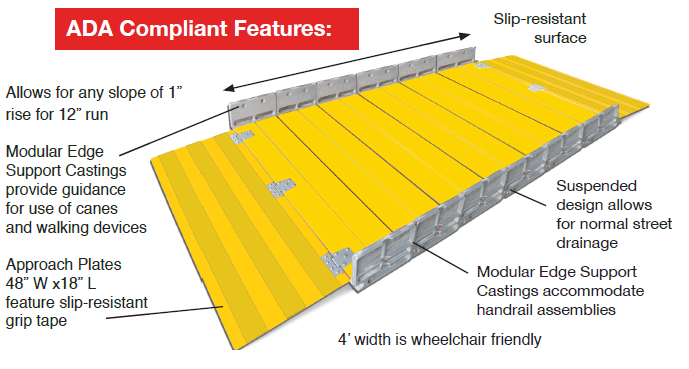 ADA Compliant Features:
Slip-resistant
surface
Allows for any slope of 1”
rise for 12” run
Modular Edge
Support Castings
provide guidance
for use of canes
and walking devices
Approach Plates
48” W x18” L
feature slip-resistant
grip tape
Suspended
design allows
for normal street
drainage
Modular Edge Support
Castings accommodate
handrail assemblies
4’ width is wheelchair friendly